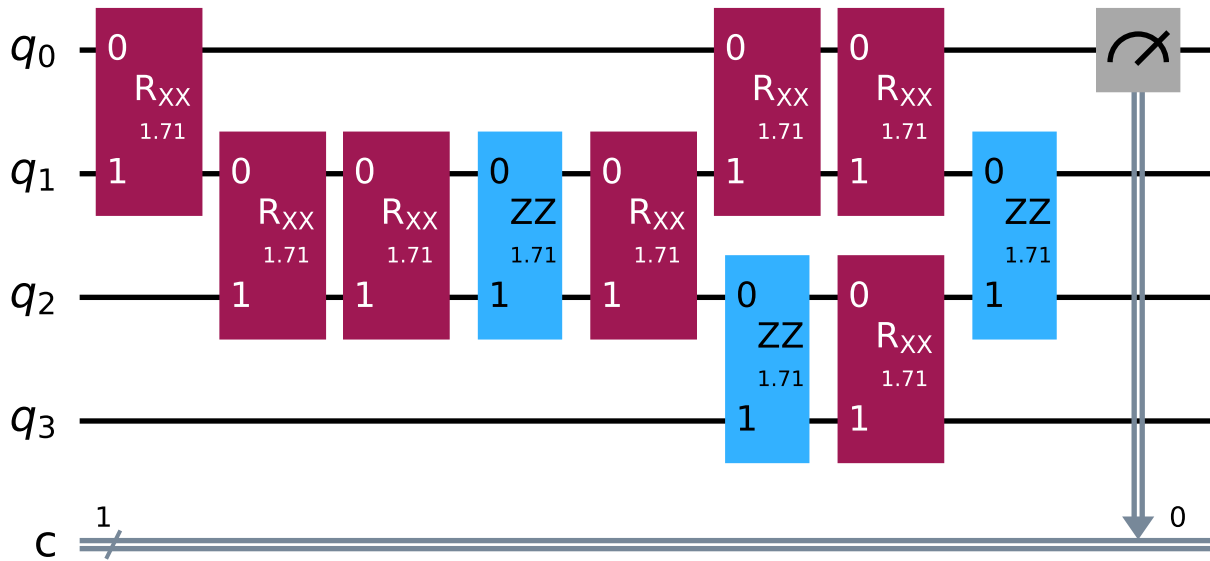 q0 0 0 0
RXX RXX RXX
1.71 1.71 1.71
q1 1 0 0 0 0 1 1 0
RXX RXX ZZ RXX ZZ
1.71 1.71 1.71 1.71 1.71
q2 1 1 1 1 0 0 1
ZZ RXX
1.71 1.71
q3 1 1
1 0
c